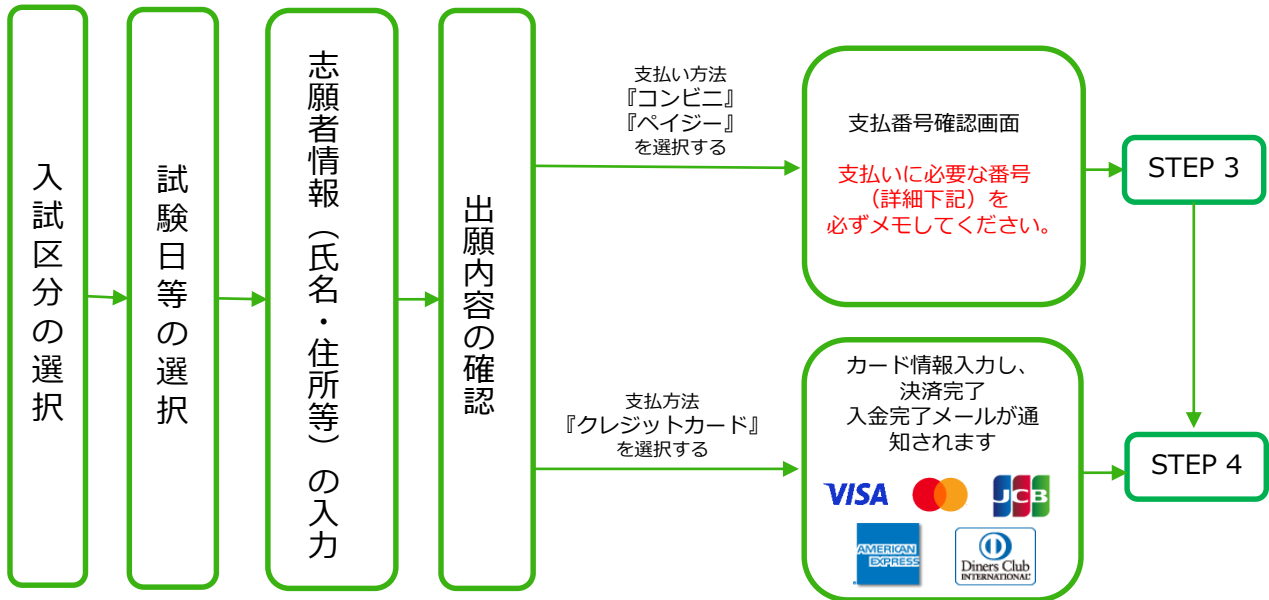 入試区分の選択
試験日等の選択
志願者情報（氏名・住所等）の入力
出願内容の確認
支払い方法
『コンビニ』
『ペイジー』
を選択する
支払番号確認画面
支払いに必要な番号
（詳細下記）を
必ずメモしてください。
STEP 3
支払方法
『クレジットカード』
を選択する
カード情報入力し、
決済完了
入金完了メールが通
知されます
VISA
JCB
AMERICAN
EXPRESS
Diners Club
INTERNATIONAL
STEP 4